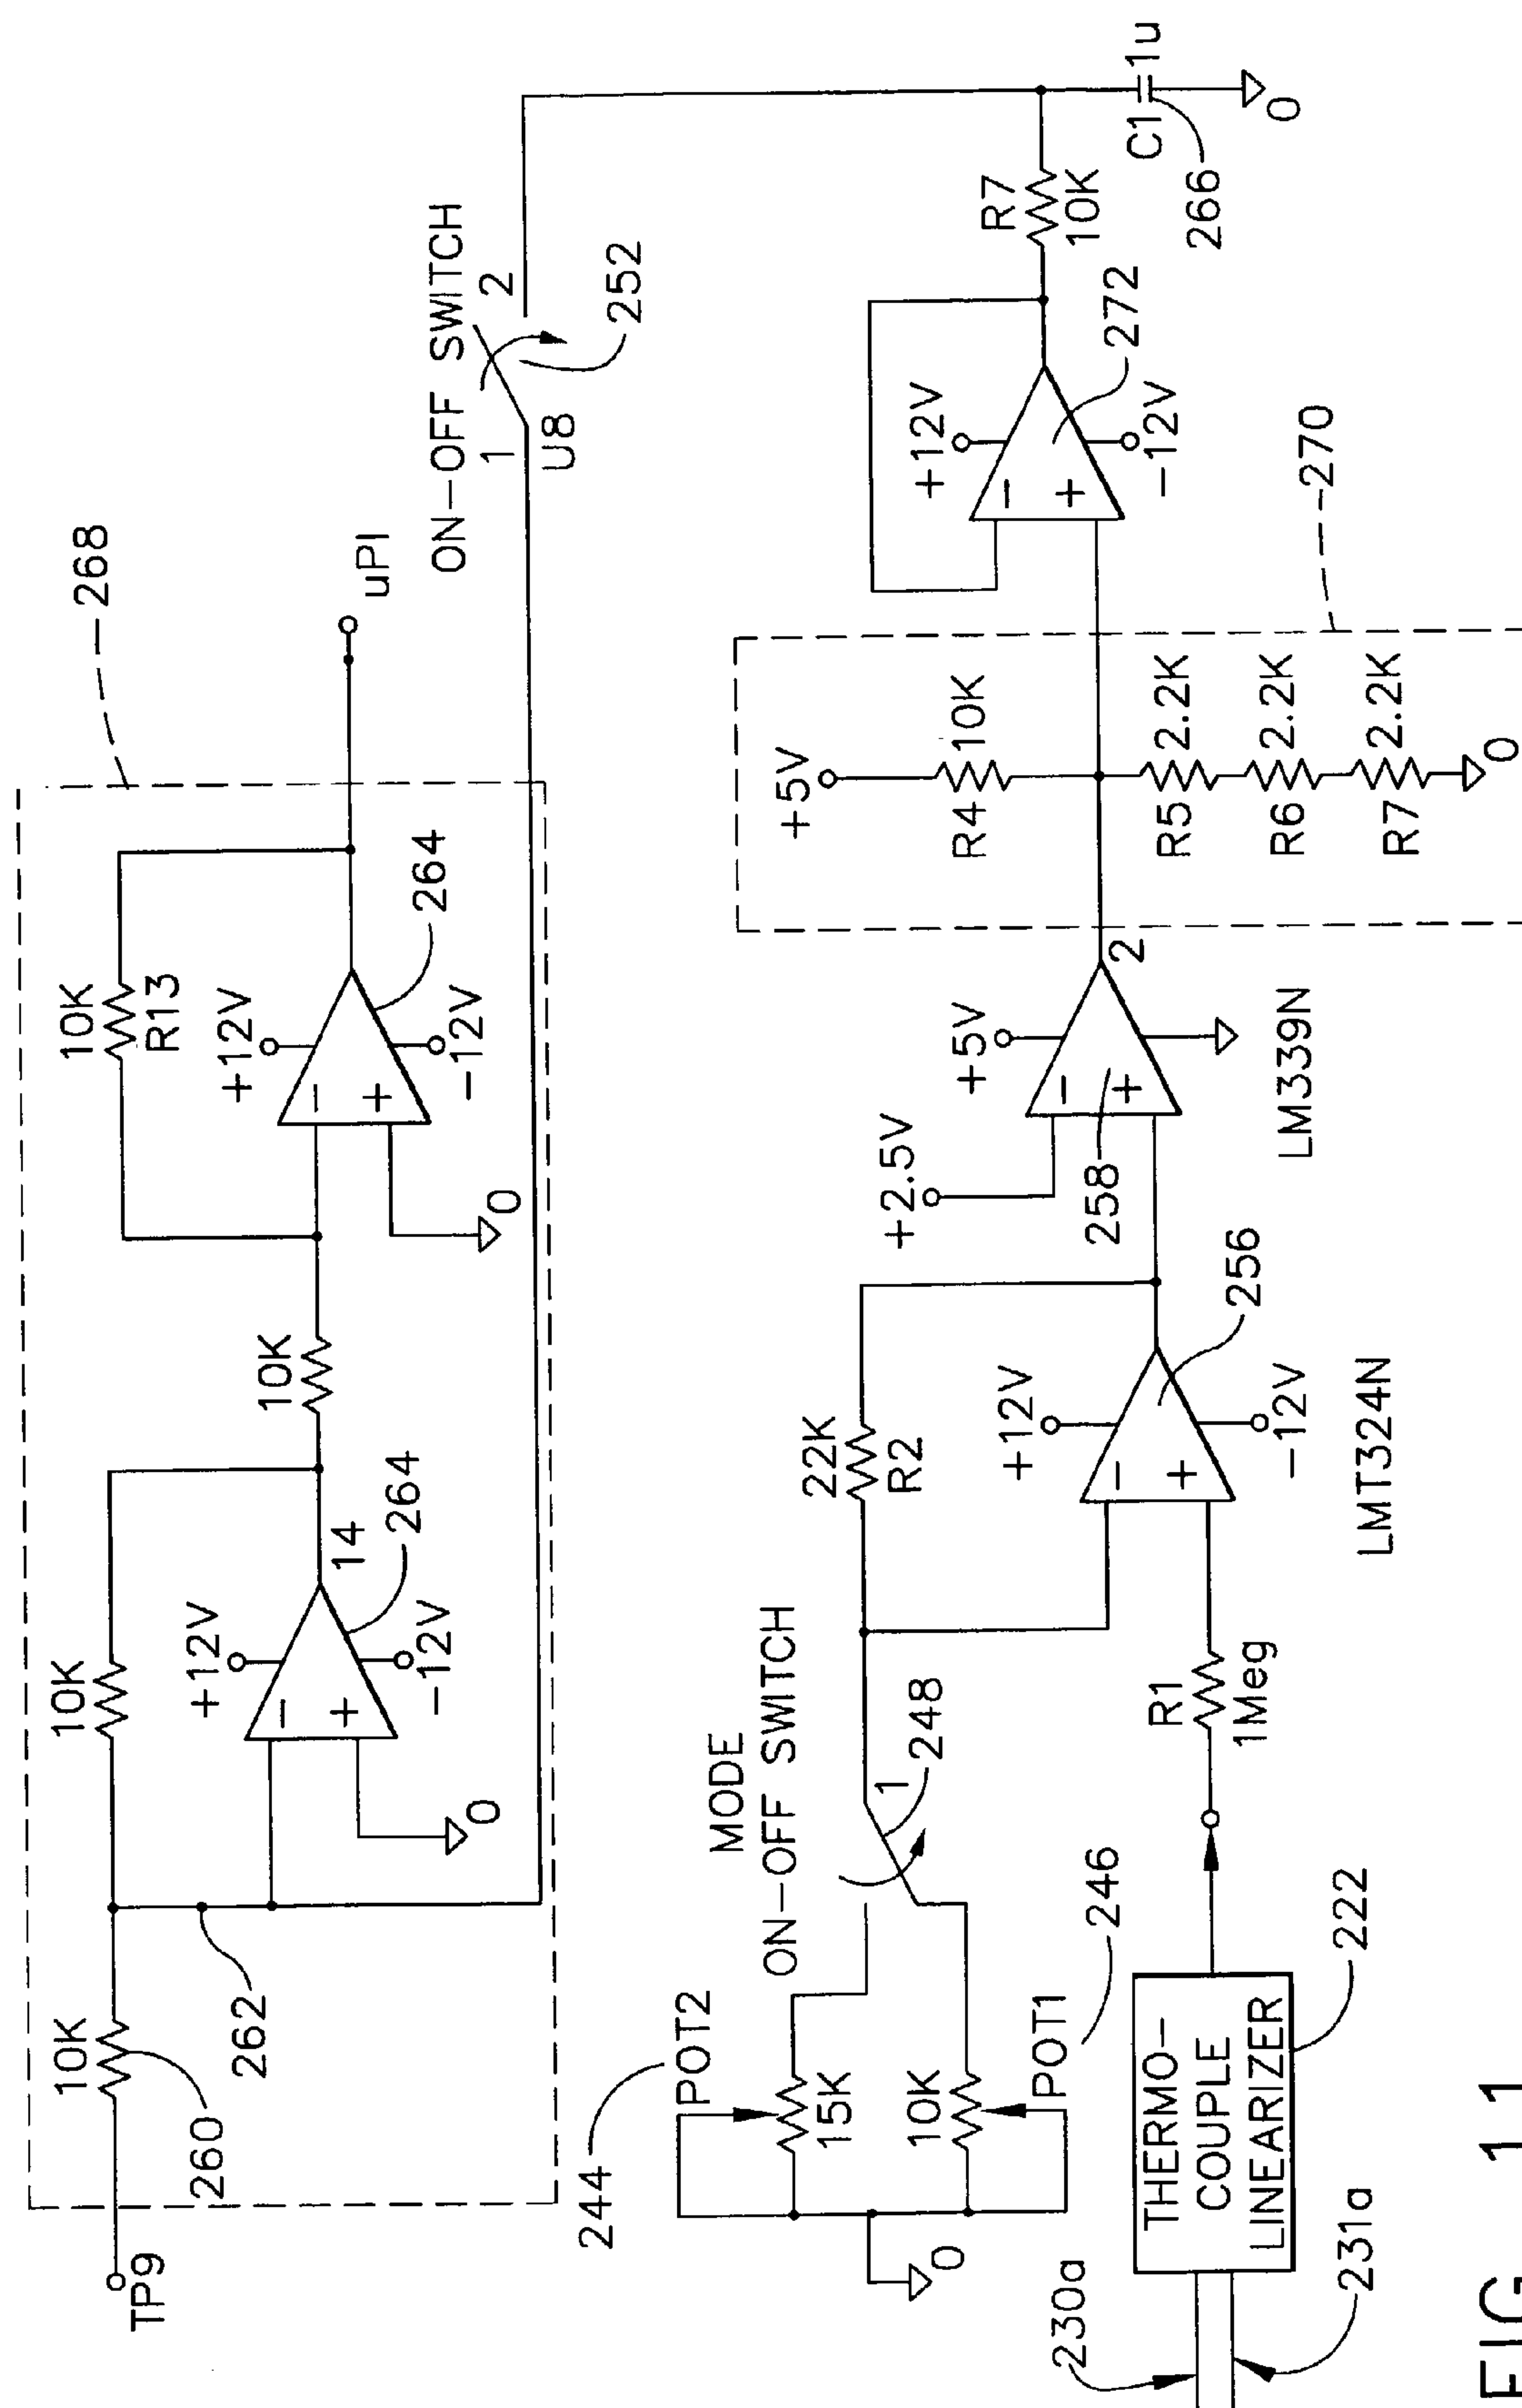 TP9
10K
260
262
10K
+12V
-12V
14
264
0
10K
10K
R13
+12V
-12V
264
0
268
uPI
ON-OFF SWITCH
1
2
U8
252
244
POT2
15K
10K
POT1
246
0
MODE
ON-OFF SWITCH
1
248
22K
R2
+12V
-12V
256
LMT324N
R1
1Meg
230a
231a
THERMO-
COUPLE
LINEARIZER
222
+2.5V
+5V
258
2
LM339N
+5V
R4
10K
R5
2.2K
R6
2.2K
R7
2.2K
0
270
+12V
-12V
272
R7
10K
C1
1u
266
0
FIG. 11